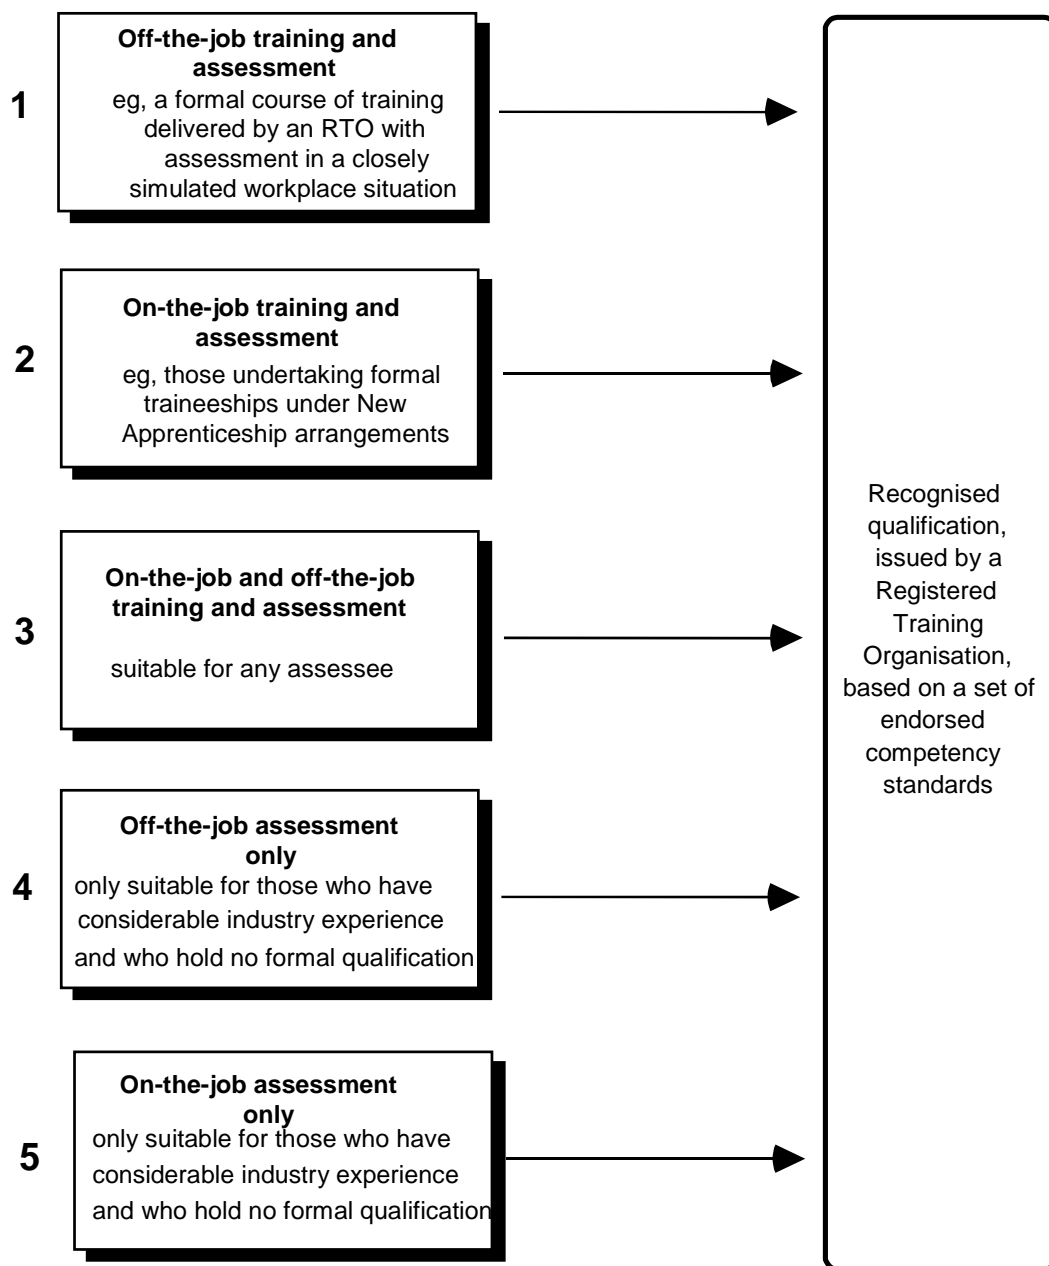 1
Off-the-job training and
assessment
eg, a formal course of training
delivered by an RTO with
assessment in a closely
simulated workplace situation
2
On-the-job training and
assessment
eg, those undertaking formal
traineeships under New
Apprenticeship arrangements
3
On-the-job and off-the-job
training and assessment
suitable for any assessee
4
Off-the-job assessment
only
only suitable for those who have
considerable industry experience
and who hold no formal qualification
5
On-the-job assessment
only
only suitable for those who have
considerable industry experience
and who hold no formal qualification
Recognised
qualification,
issued by a
Registered
Training
Organisation,
based on a set of
endorsed
competency
standards